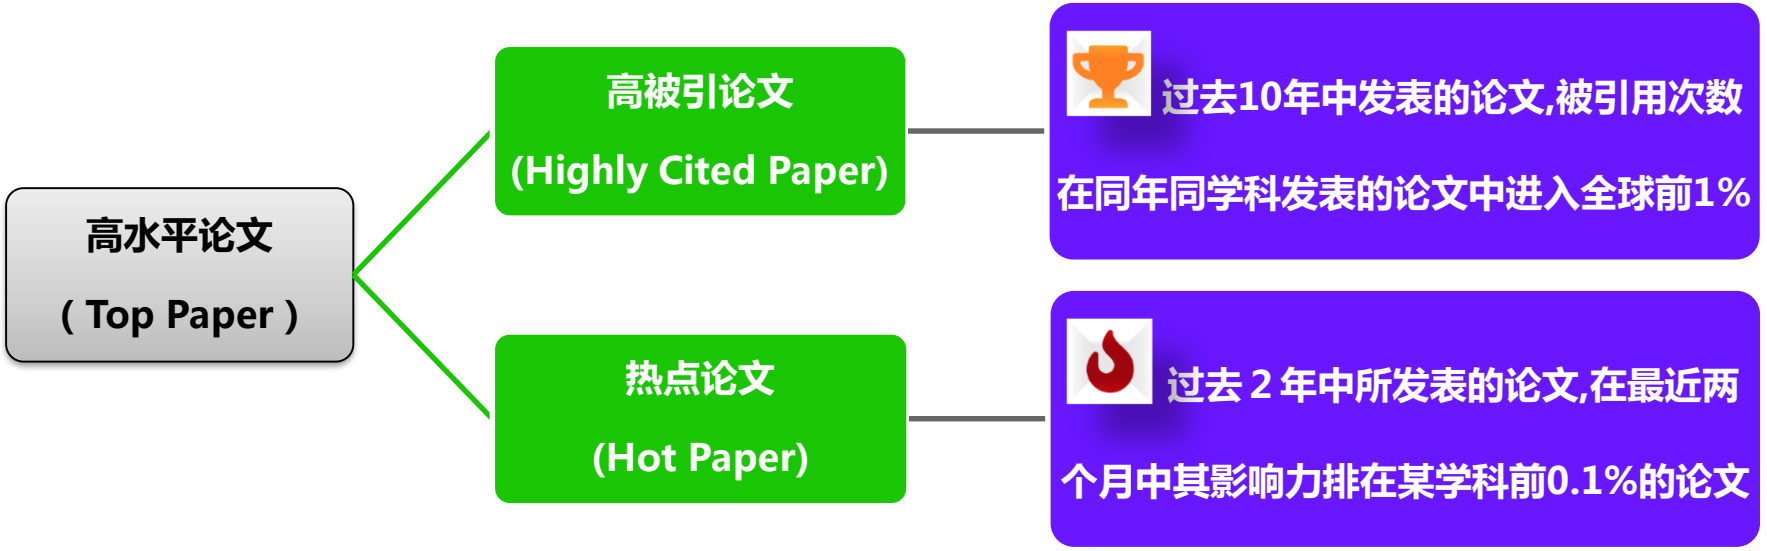 高水平论文
( Top Paper )
高被引论文
(Highly Cited Paper)
过去10年中发表的论文,被引用次数
在同年同学科发表的论文中进入全球前1%
热点论文
(Hot Paper)
过去 2 年中所发表的论文,在最近两
个月中其影响力排在某学科前0.1%的论文